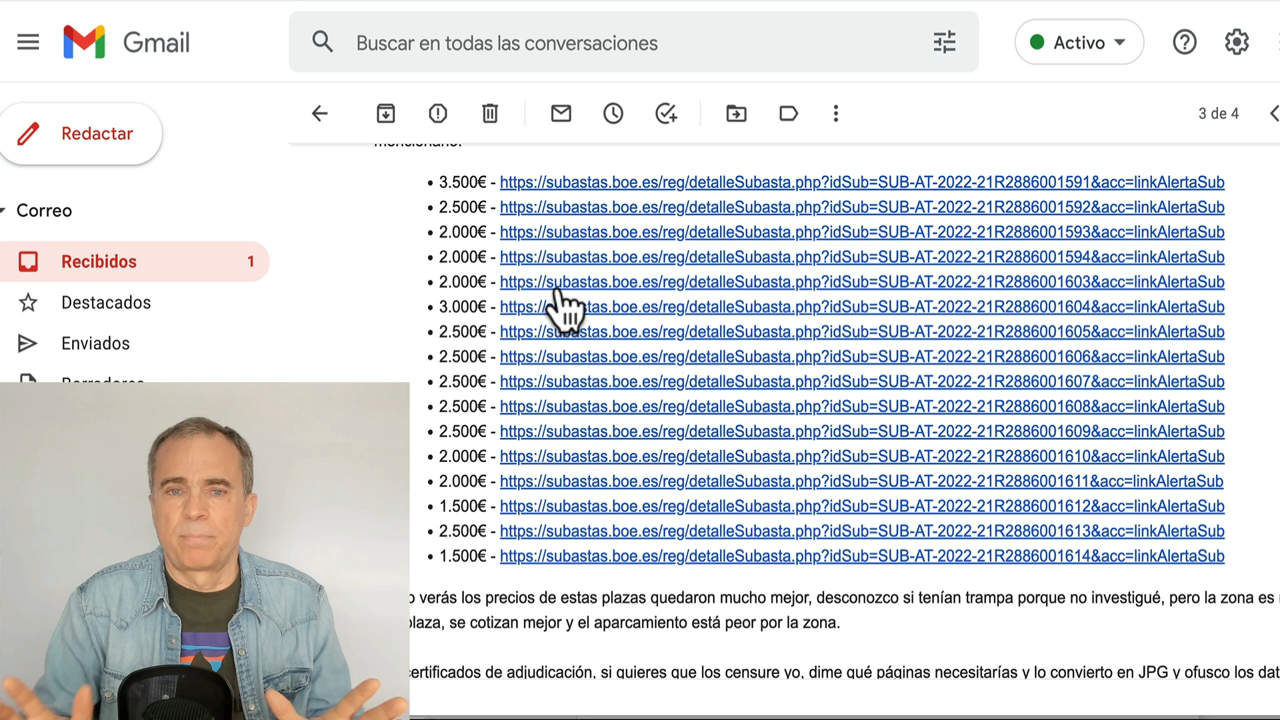 Gmail
Buscar en todas las conversaciones
Activo
Redactar
3 de 4
Correo
Recibidos 1
Destacados
Enviados
Borradores
mencionano:
• 3.500€ - https://subastas.boe.es/reg/detalleSubasta.php?idSub=SUB-AT-2022-21R2886001591&acc=linkAlertaSub
• 2.500€ - https://subastas.boe.es/reg/detalleSubasta.php?idSub=SUB-AT-2022-21R2886001592&acc=linkAlertaSub
• 2.000€ - https://subastas.boe.es/reg/detalleSubasta.php?idSub=SUB-AT-2022-21R2886001593&acc=linkAlertaSub
• 2.000€ - https://subastas.boe.es/reg/detalleSubasta.php?idSub=SUB-AT-2022-21R2886001594&acc=linkAlertaSub
• 2.000€ - https://subastas.boe.es/reg/detalleSubasta.php?idSub=SUB-AT-2022-21R2886001603&acc=linkAlertaSub
• 3.000€ - https://subastas.boe.es/reg/detalleSubasta.php?idSub=SUB-AT-2022-21R2886001604&acc=linkAlertaSub
• 2.500€ - https://subastas.boe.es/reg/detalleSubasta.php?idSub=SUB-AT-2022-21R2886001605&acc=linkAlertaSub
• 2.500€ - https://subastas.boe.es/reg/detalleSubasta.php?idSub=SUB-AT-2022-21R2886001606&acc=linkAlertaSub
• 2.500€ - https://subastas.boe.es/reg/detalleSubasta.php?idSub=SUB-AT-2022-21R2886001607&acc=linkAlertaSub
• 2.500€ - https://subastas.boe.es/reg/detalleSubasta.php?idSub=SUB-AT-2022-21R2886001608&acc=linkAlertaSub
• 2.500€ - https://subastas.boe.es/reg/detalleSubasta.php?idSub=SUB-AT-2022-21R2886001609&acc=linkAlertaSub
• 2.000€ - https://subastas.boe.es/reg/detalleSubasta.php?idSub=SUB-AT-2022-21R2886001610&acc=linkAlertaSub
• 2.000€ - https://subastas.boe.es/reg/detalleSubasta.php?idSub=SUB-AT-2022-21R2886001611&acc=linkAlertaSub
• 1.500€ - https://subastas.boe.es/reg/detalleSubasta.php?idSub=SUB-AT-2022-21R2886001612&acc=linkAlertaSub
• 2.500€ - https://subastas.boe.es/reg/detalleSubasta.php?idSub=SUB-AT-2022-21R2886001613&acc=linkAlertaSub
• 1.500€ - https://subastas.boe.es/reg/detalleSubasta.php?idSub=SUB-AT-2022-21R2886001614&acc=linkAlertaSub
o verás los precios de estas plazas quedaron mucho mejor, desconozco si tenían trampa porque no investigué, pero la zona es
plaza, se cotizan mejor y el aparcamiento está peor por la zona.
ertificados de adjudicación, si quieres que los censure yo, dime qué páginas necesitarías y lo convierto en JPG y ofusco los dat